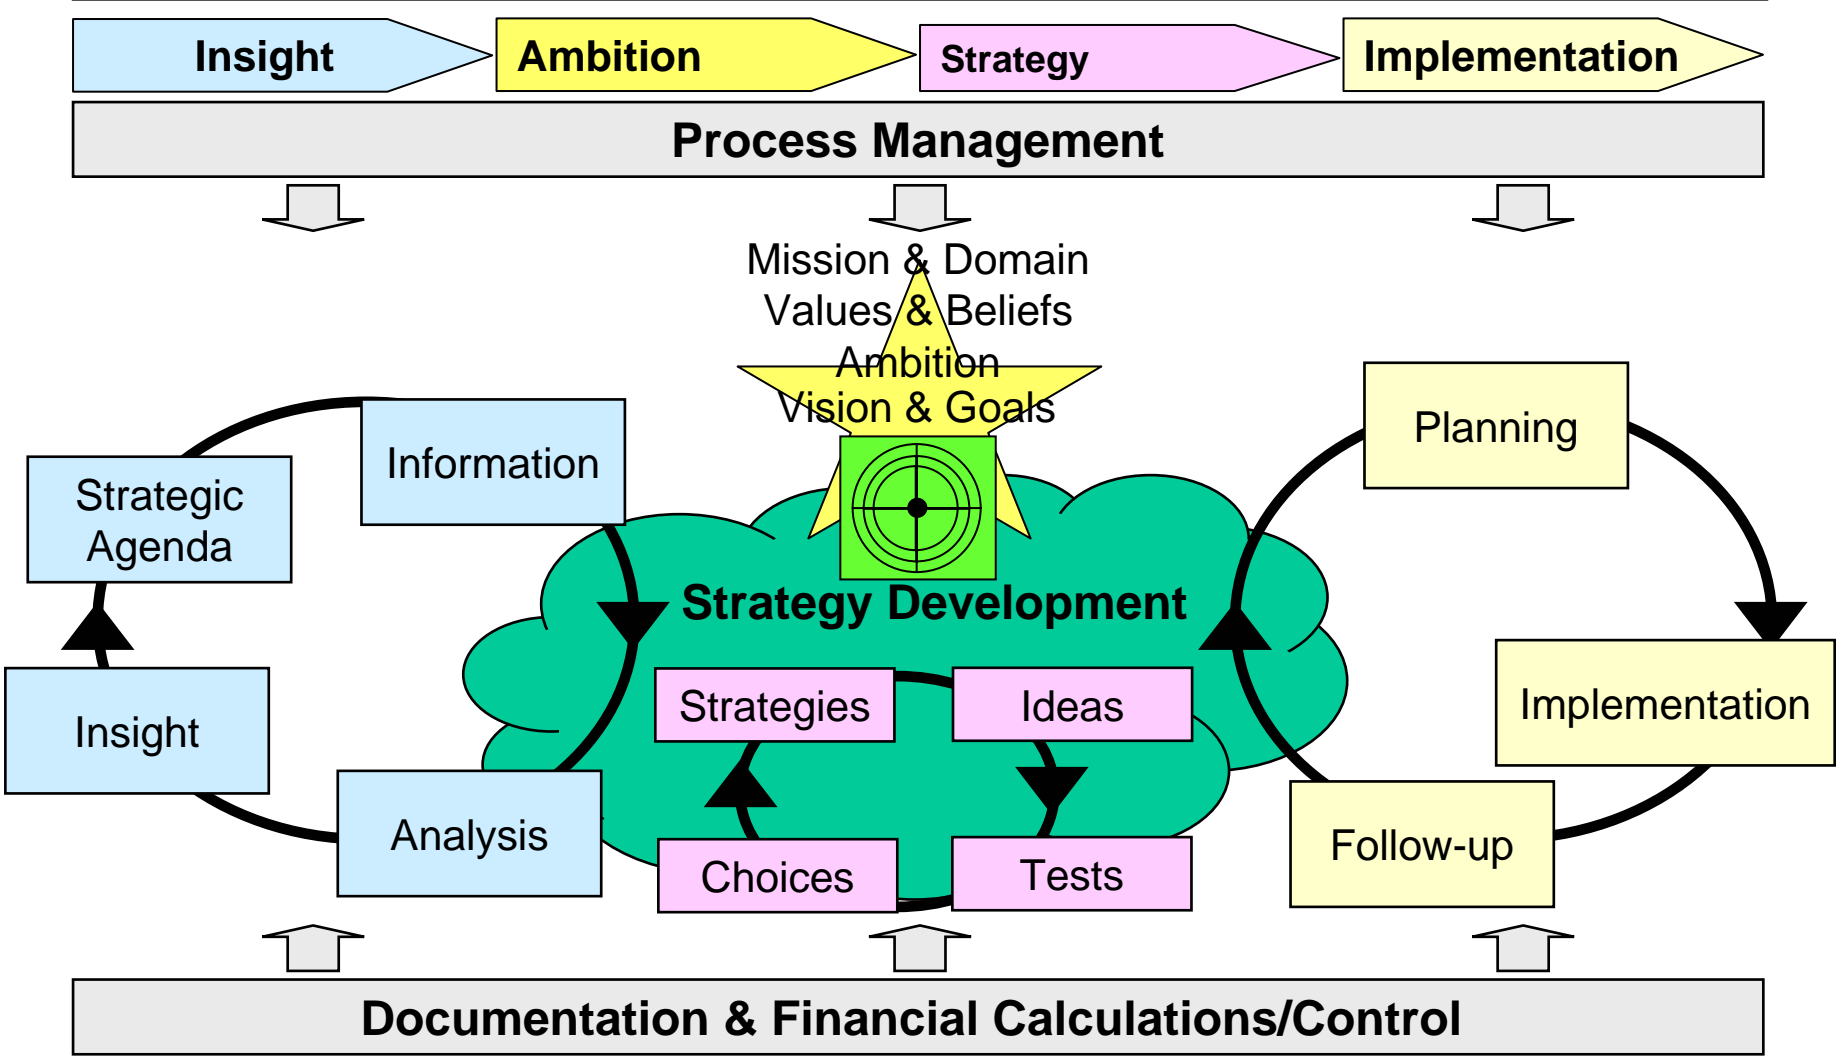 Insight
Ambition
Strategy
Implementation
Process Management
Mission & Domain
Values & Beliefs
Ambition
Vision & Goals
Information
Strategic
Agenda
Insight
Analysis
Strategy Development
Strategies
Ideas
Choices
Tests
Planning
Implementation
Follow-up
Documentation & Financial Calculations/Control